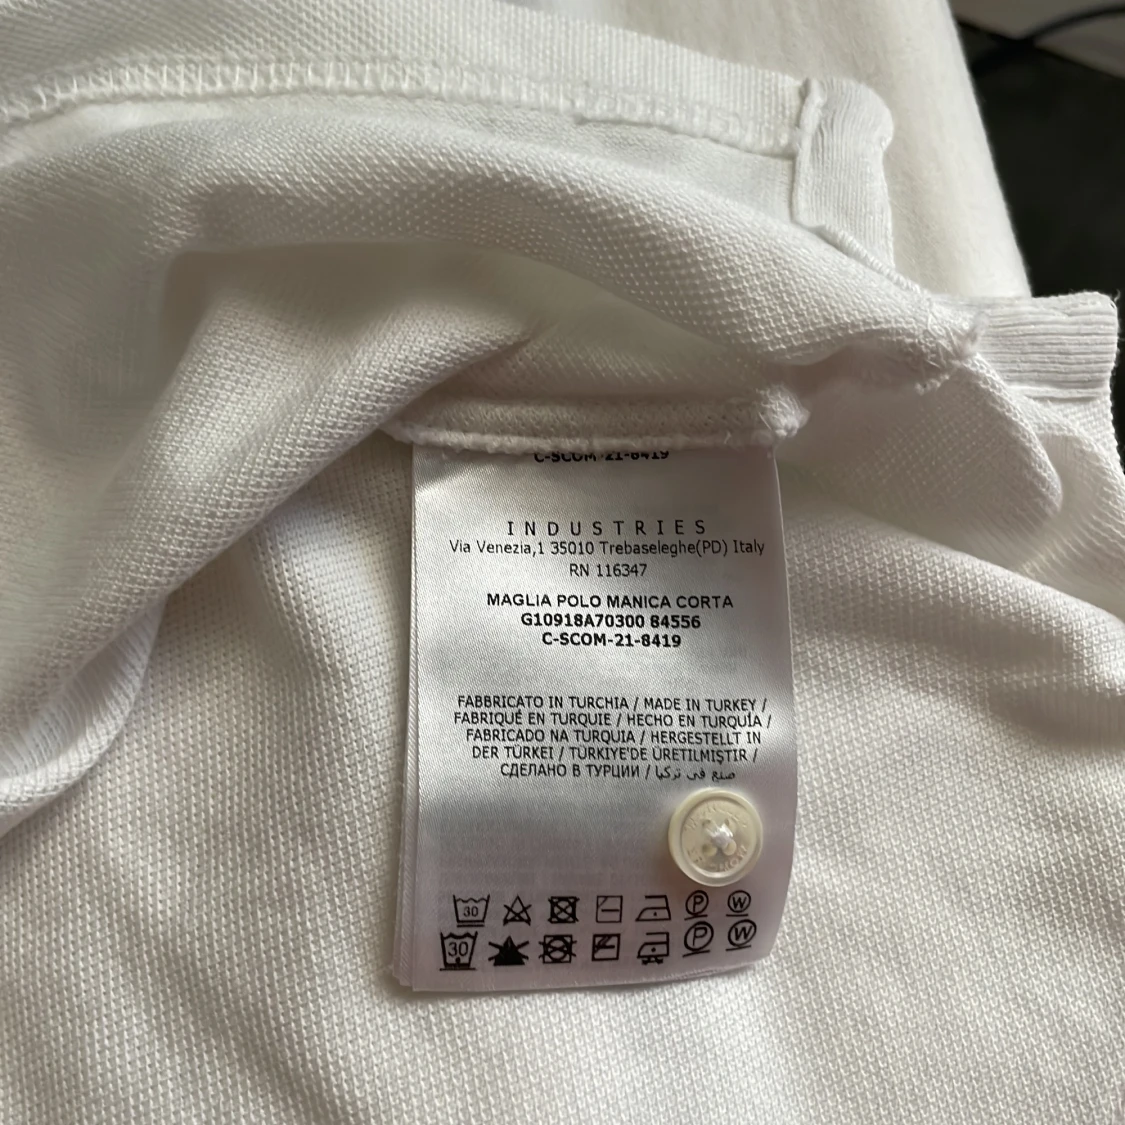 C-SCOM-21-8419
INDUSTRIES
Via Venezia,1 35010 Trebaseleghe(PD) Italy
RN 116347
MAGLIA POLO MANICA CORTA
G10918A70300 84556
C-SCOM-21-8419
FABBRICATO IN TURCHIA / MADE IN TURKEY /
FABRIQUÉ EN TURQUIE / HECHO EN TURQUÍA /
FABRICADO NA TURQUIA / HERGESTELLT IN
DER TÜRKEI / TÜRKIYE'DE ÜRETILMIŞTIR /
СДЕЛАНО В ТУРЦИИ / صنع في تركيا
30 P W
30 P W